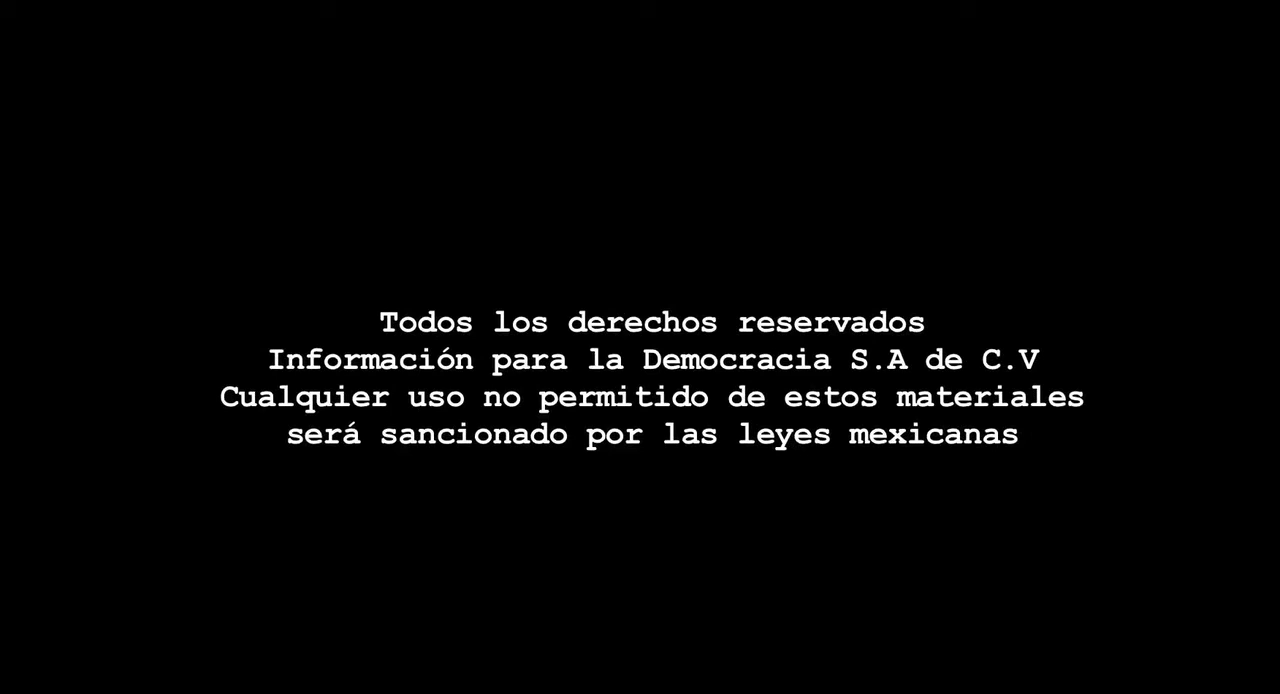 Todos los derechos reservados
Información para la Democracia S.A de C.V
Cualquier uso no permitido de estos materiales
será sancionado por las leyes mexicanas